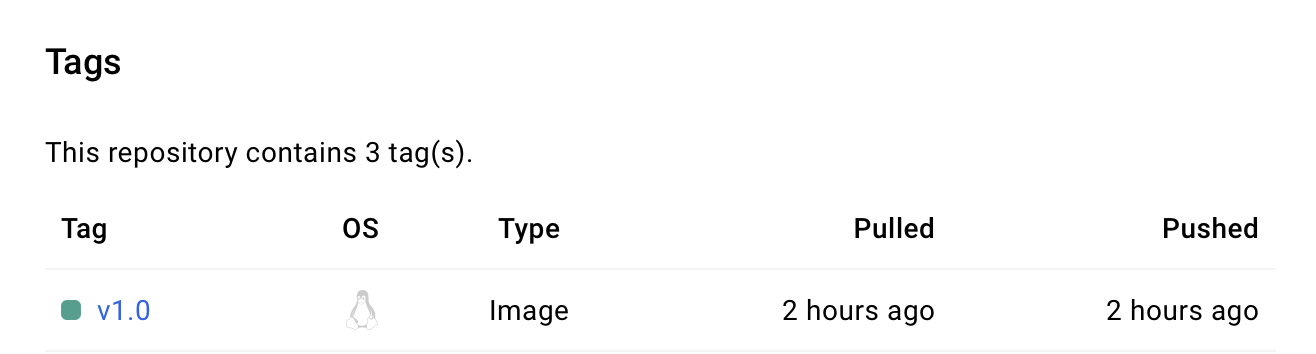 Tags
This repository contains 3 tag(s).
Tag OS Type Pulled Pushed
v1.0 Image 2 hours ago 2 hours ago